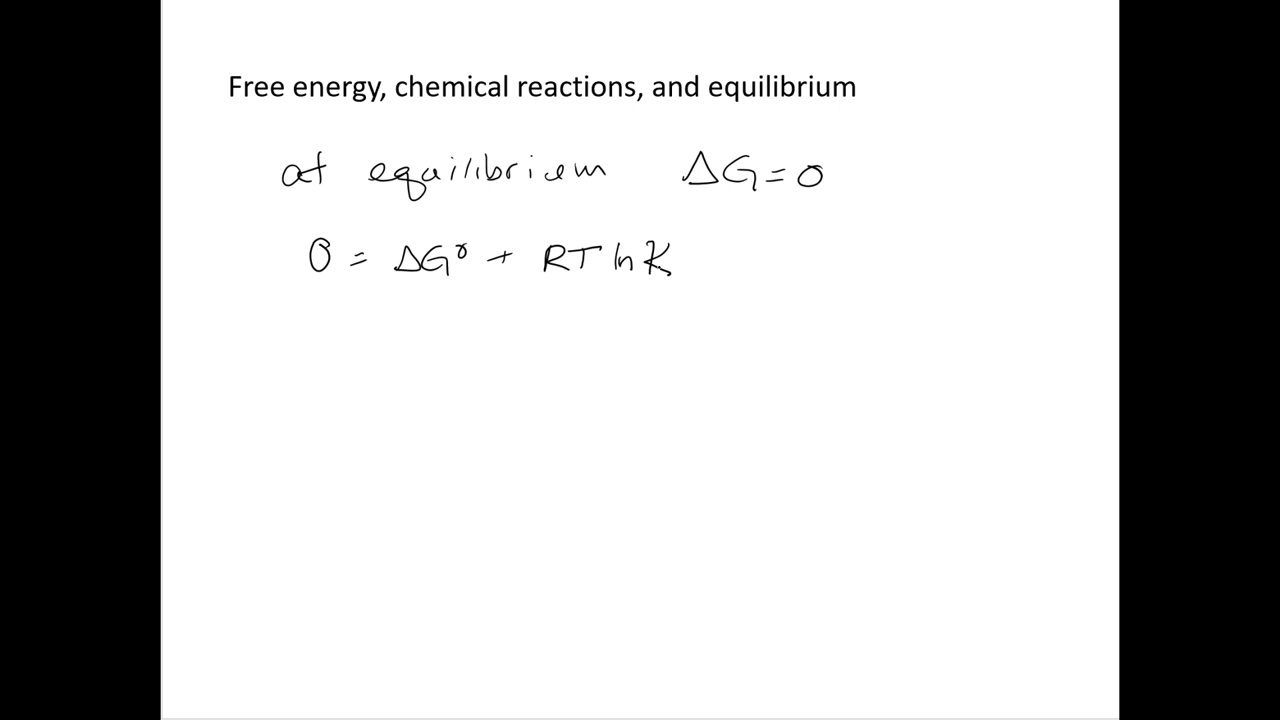 Free energy, chemical reactions, and equilibrium
at equilibrium ΔG = 0
0 = ΔG° + RT ln K